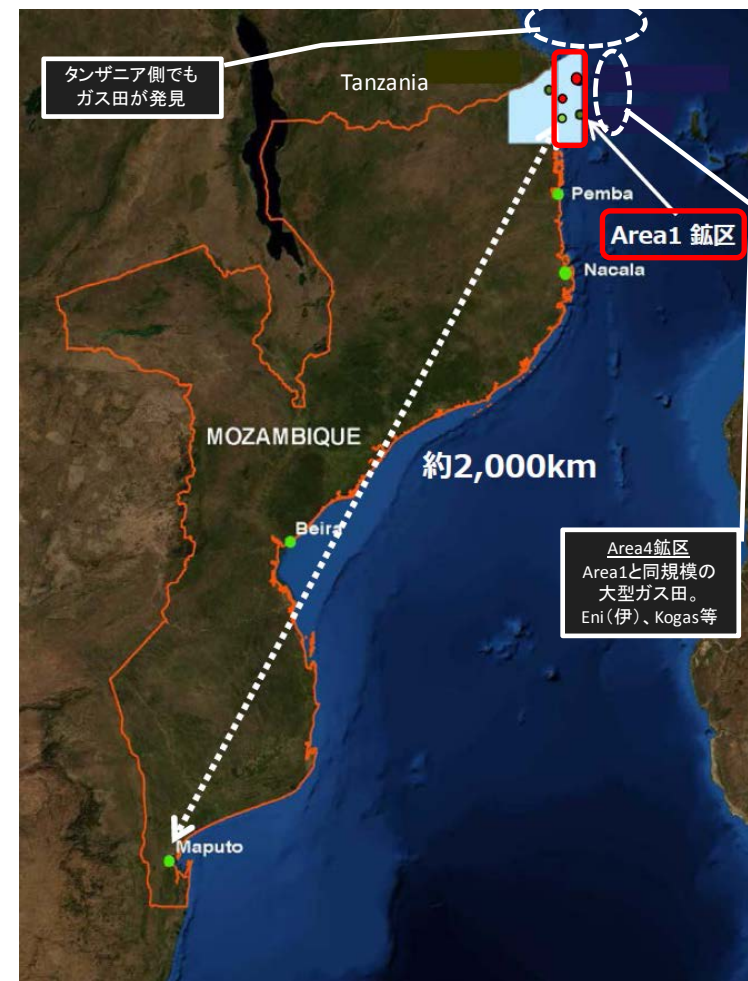 タンザニア側でも
ガス田が発見
Tanzania
Pemba
Area1 鉱区
Nacala
MOZAMBIQUE
約2,000km
Beira
Area4鉱区
Area1と同規模の
大型ガス田。
Eni(伊)、Kogas等
Maputo